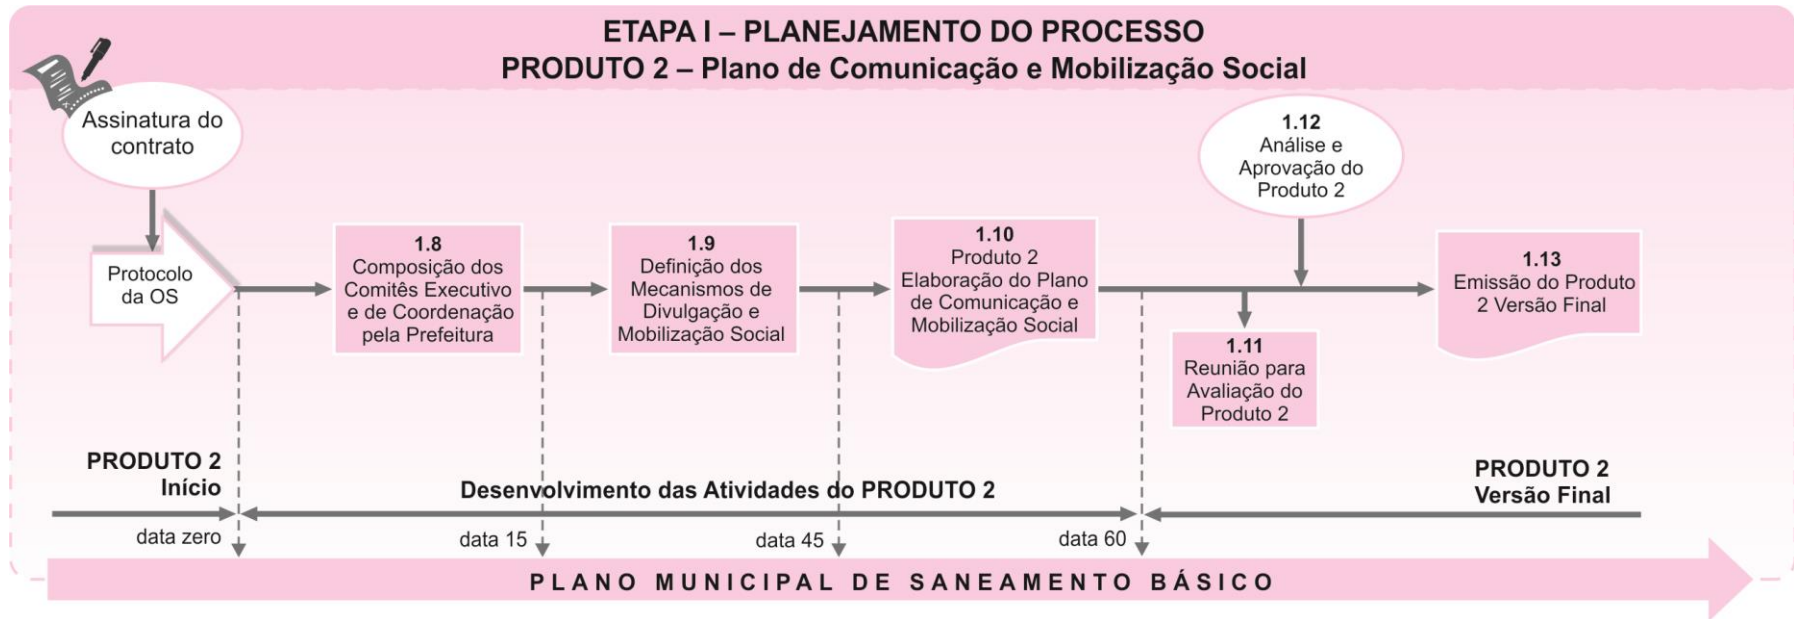 ETAPA I – PLANEJAMENTO DO PROCESSO
PRODUTO 2 – Plano de Comunicação e Mobilização Social
Assinatura do
contrato
Protocolo
da OS
1.8
Composição dos
Comitês Executivo
e de Coordenação
pela Prefeitura
1.9
Definição dos
Mecanismos de
Divulgação e
Mobilização Social
1.10
Produto 2
Elaboração do Plano
de Comunicação e
Mobilização Social
1.12
Análise e
Aprovação do
Produto 2
1.11
Reunião para
Avaliação do
Produto 2
1.13
Emissão do Produto
2 Versão Final
PRODUTO 2
Início
Desenvolvimento das Atividades do PRODUTO 2
PRODUTO 2
Versão Final
data zero
data 15
data 45
data 60
PLANO MUNICIPAL DE SANEAMENTO BÁSICO